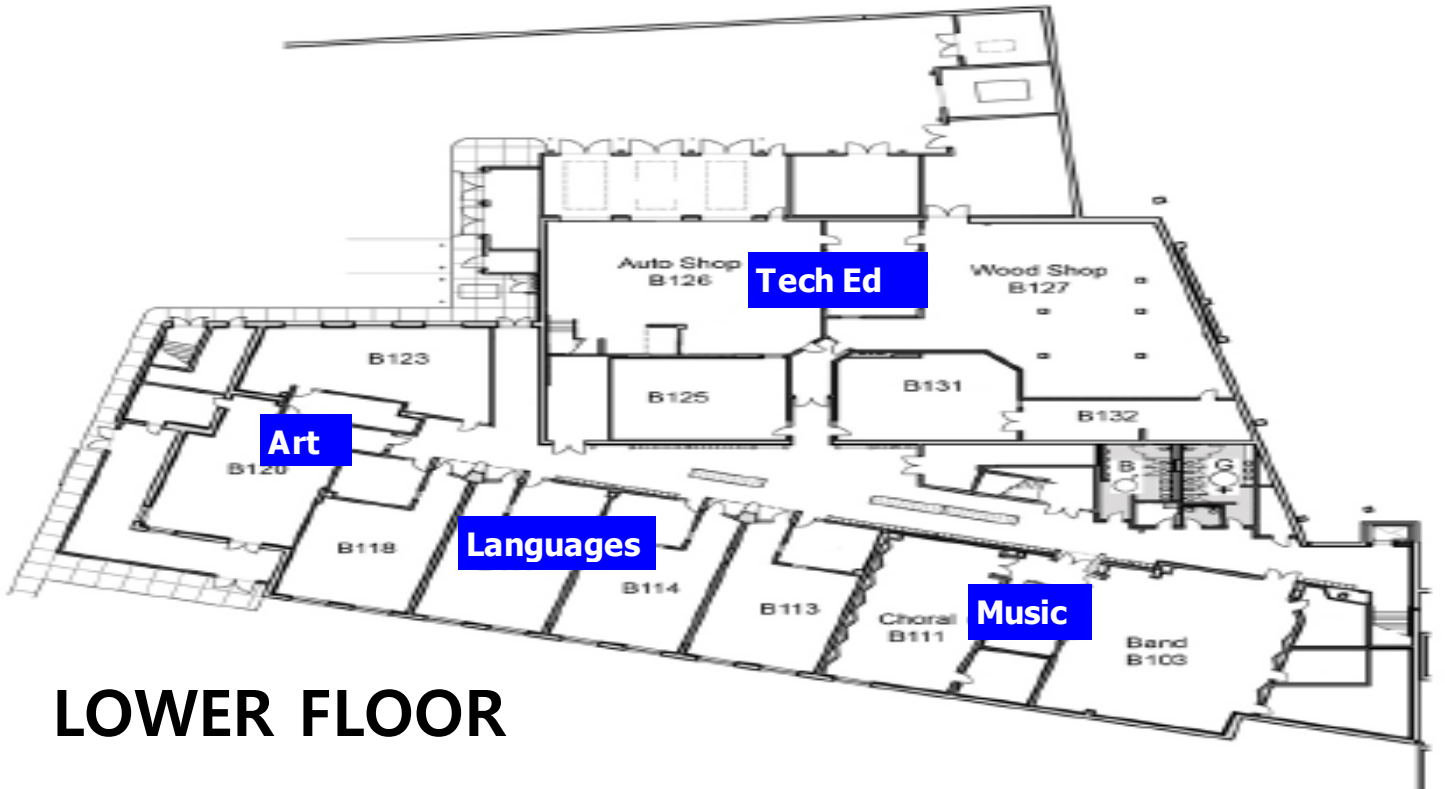 Auto Shop
B126
Tech Ed
Wood Shop
B127
B123
B125
B131
B132
Art
B120
B
G
B118
Languages
B114
B113
Choral
B111
Music
Band
B103
LOWER FLOOR